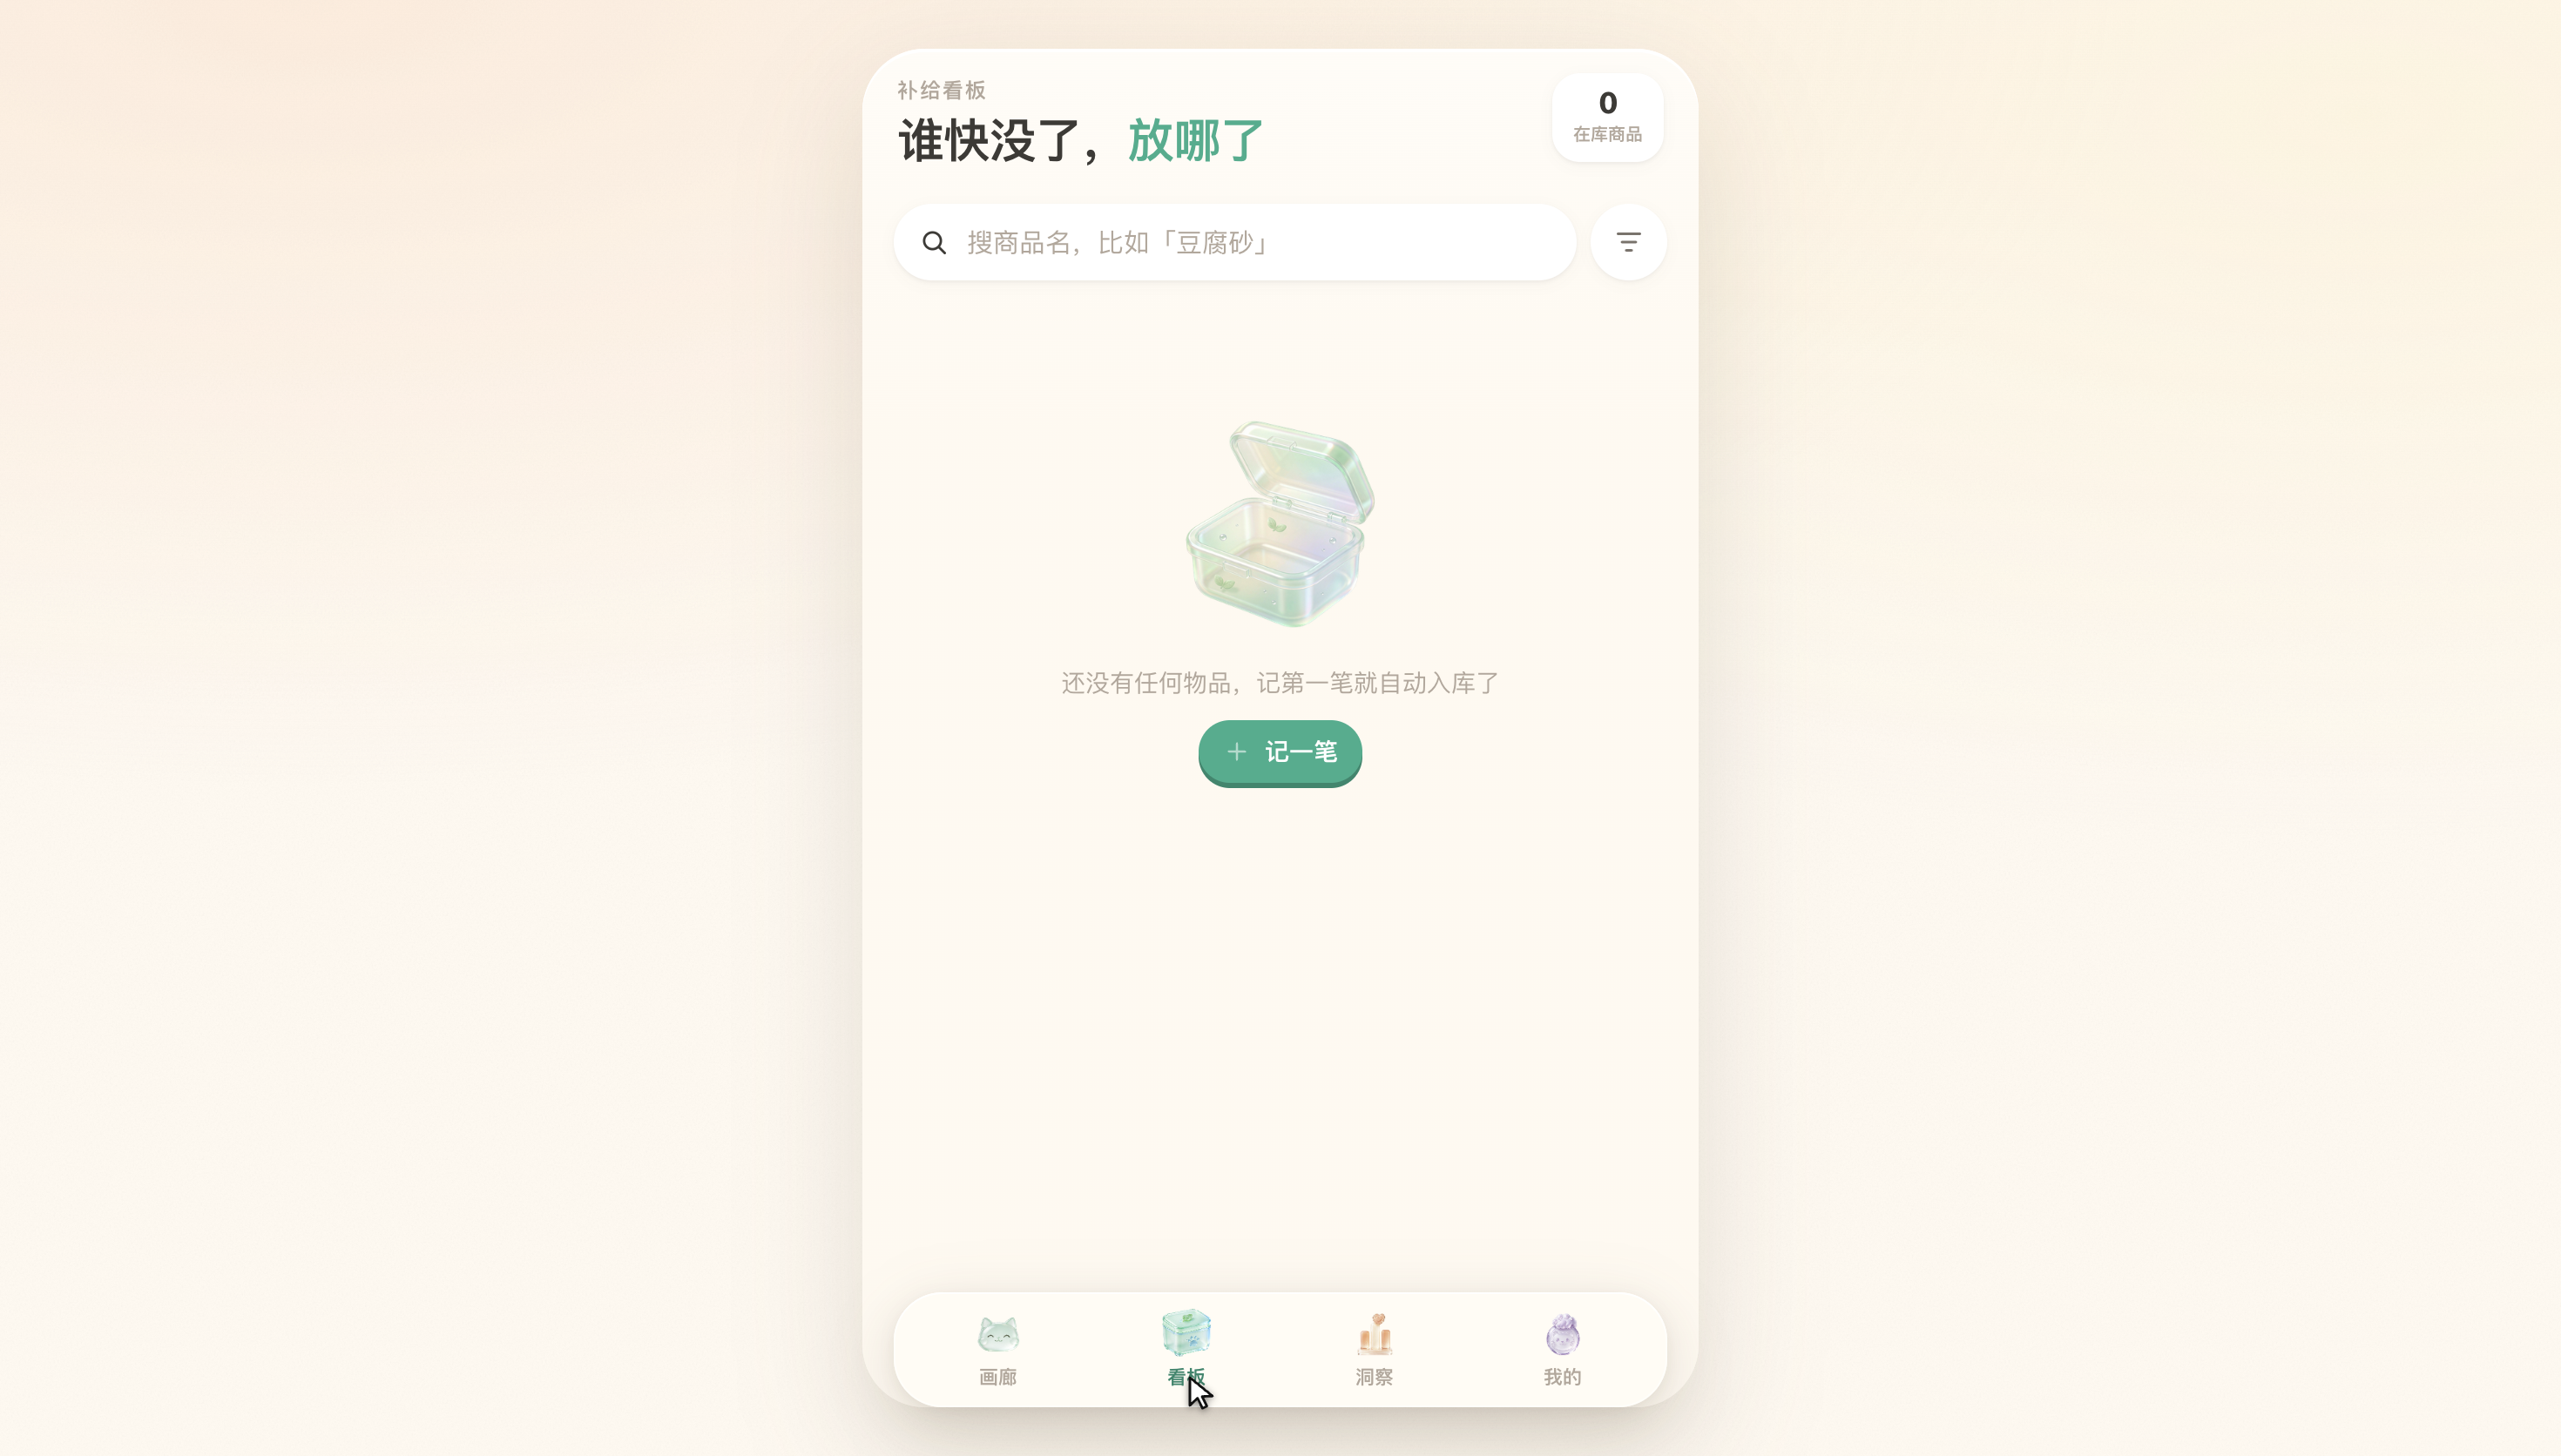 补给看板
谁快没了，放哪了
0
在库商品
搜商品名，比如「豆腐砂」
还没有任何物品，记第一笔就自动入库了
+ 记一笔
画廊
看板
洞察
我的